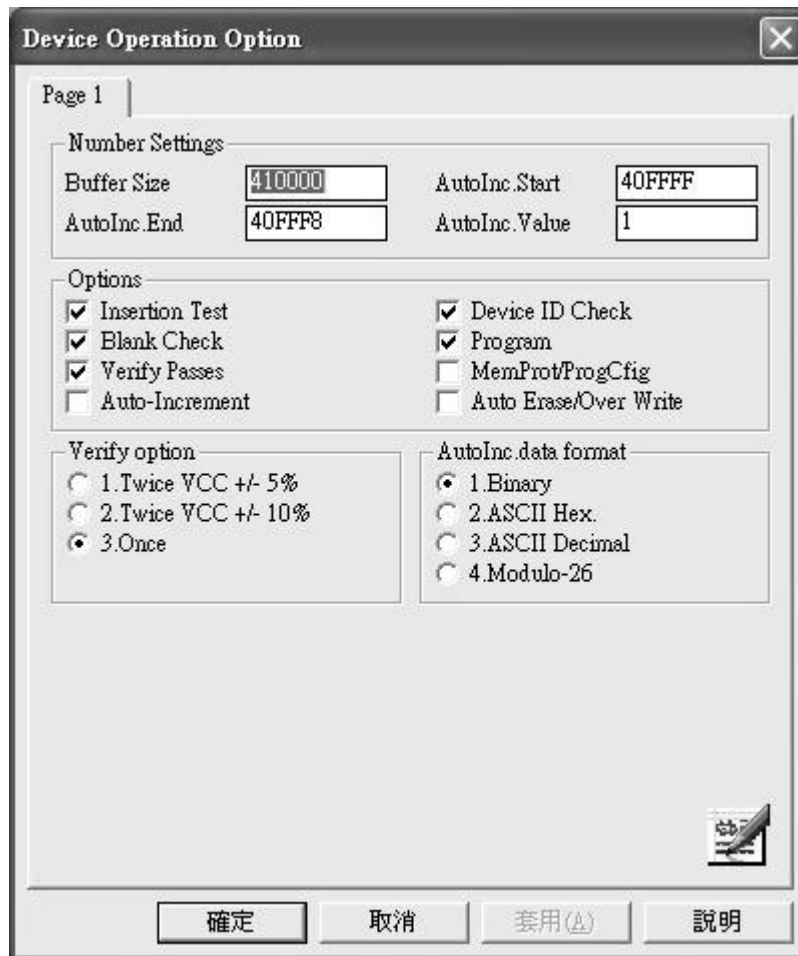 Device Operation Option
Page 1
Number Settings
Buffer Size 410000 AutoInc.Start 40FFFF
AutoInc.End 40FFF8 AutoInc.Value 1
Options
Insertion Test Device ID Check
Blank Check Program
Verify Passes MemProt/ProgCfig
Auto-Increment Auto Erase/Over Write
Verify option AutoInc.data format
1.Twice VCC +/- 5% 1.Binary
2.Twice VCC +/- 10% 2.ASCII Hex.
3.Once 3.ASCII Decimal
4.Modulo-26
確定 取消 套用(A) 說明